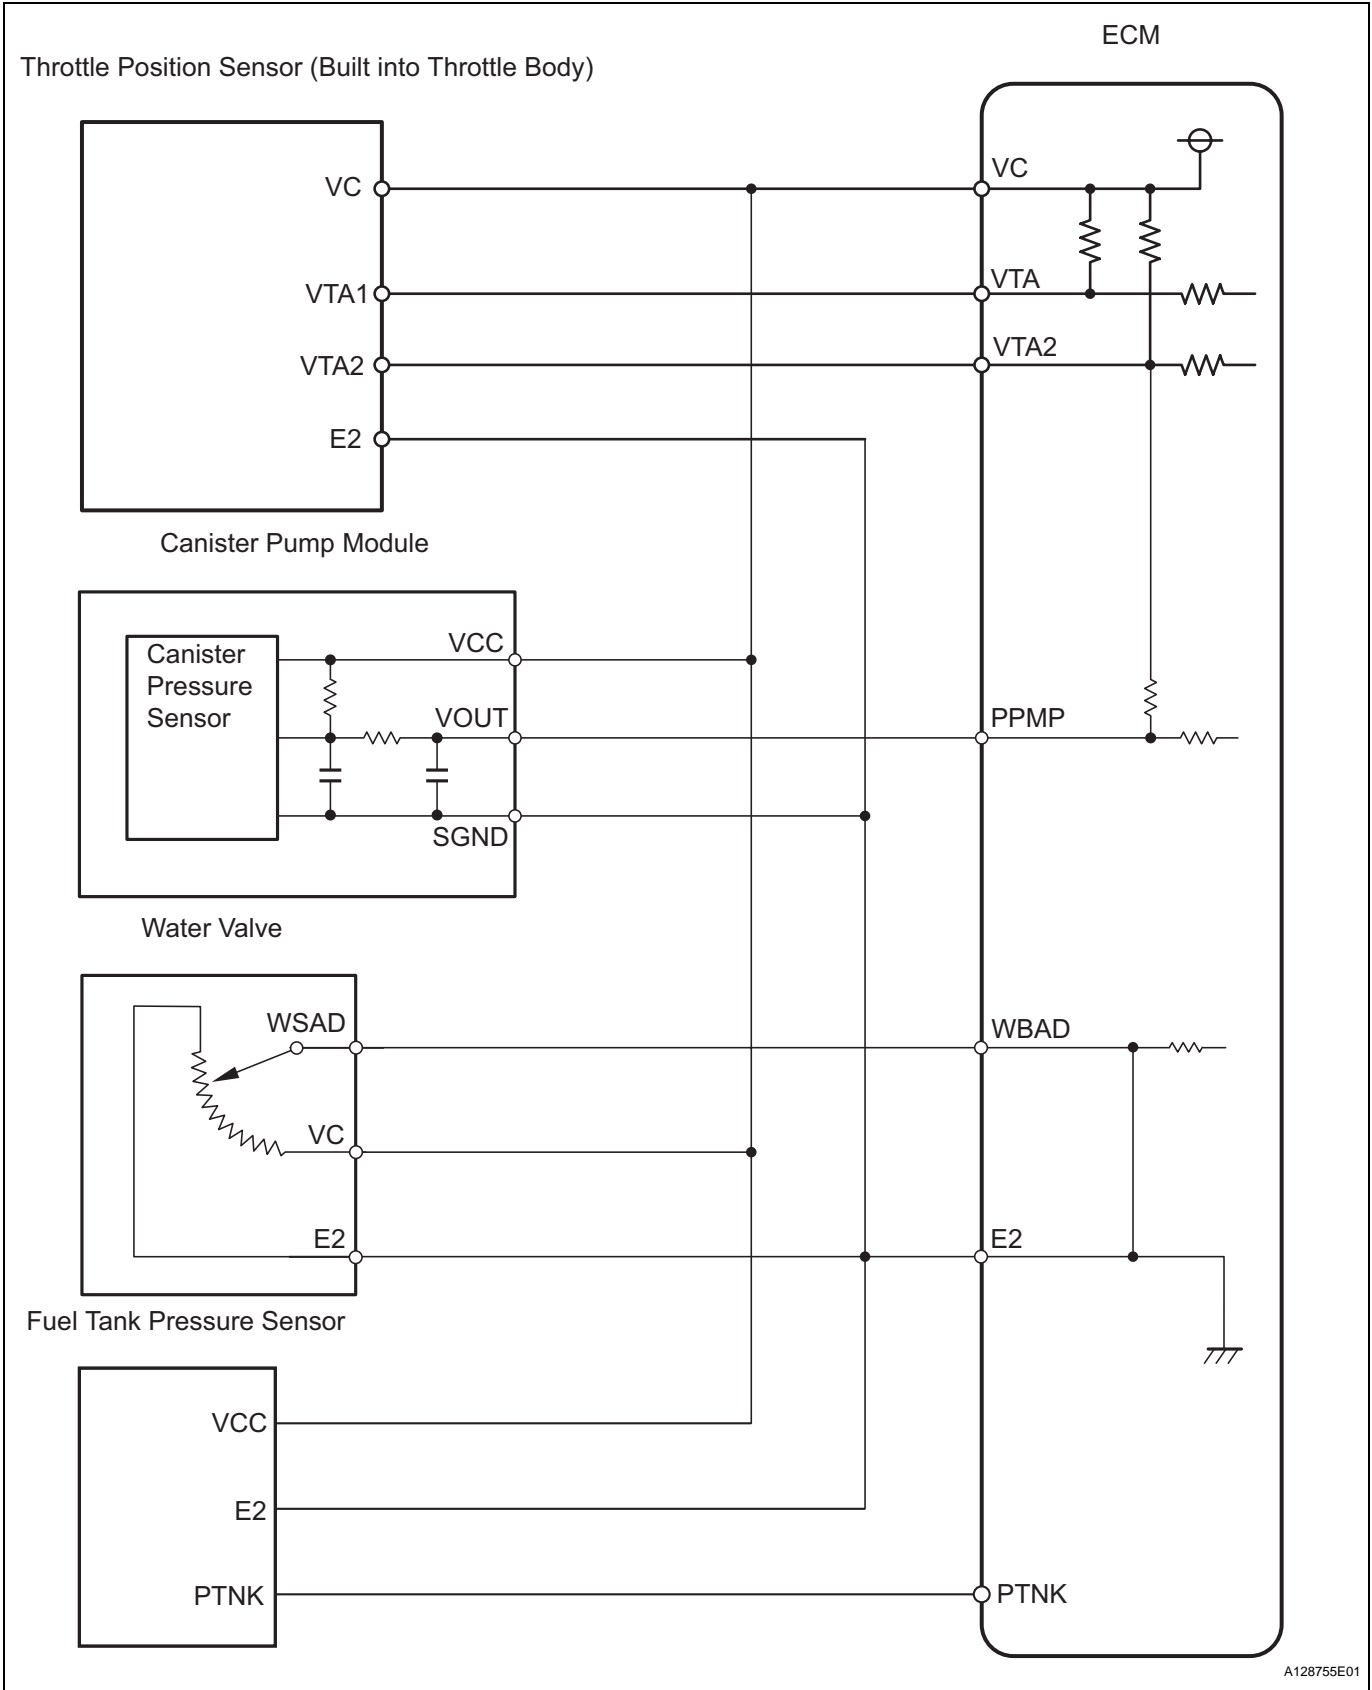 ECM
Throttle Position Sensor (Built into Throttle Body)
VC
VC
VTA1
VTA
VTA2
VTA2
E2
Canister Pump Module
Canister
Pressure
Sensor
VCC
VOUT
PPMP
SGND
Water Valve
WSAD
WBAD
VC
E2
E2
Fuel Tank Pressure Sensor
VCC
E2
PTNK
PTNK
A128755E01